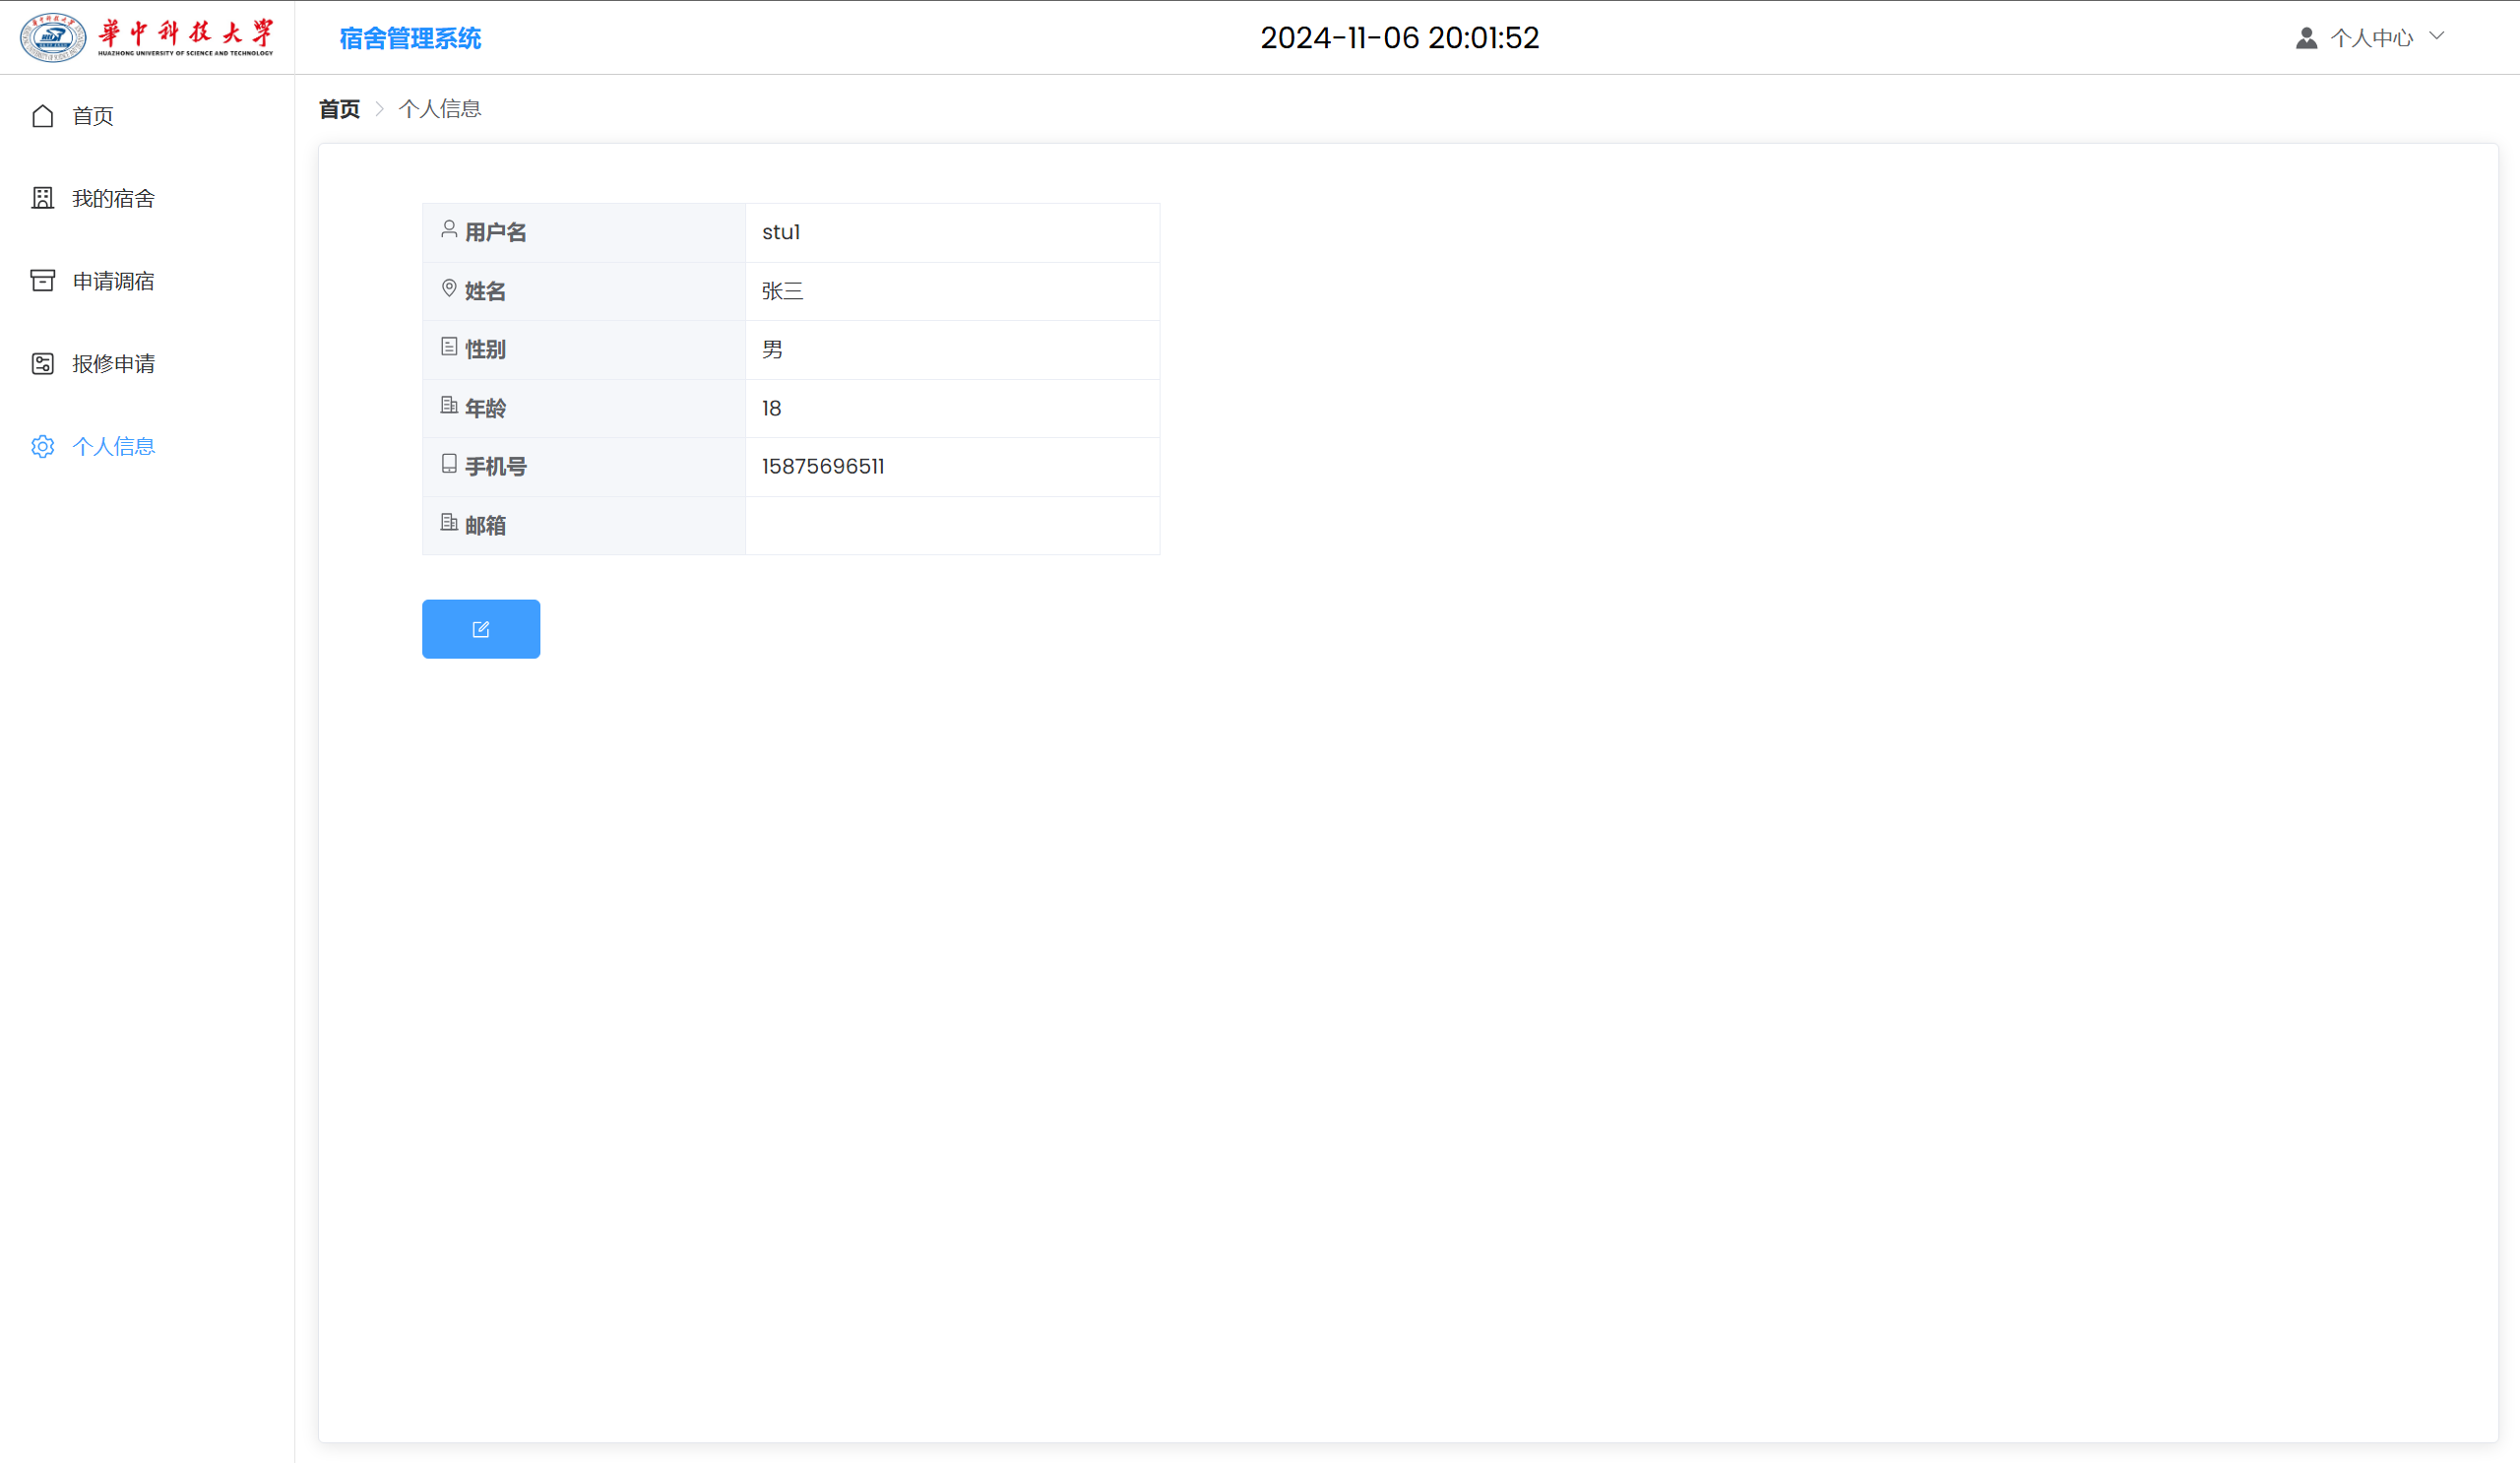 華中科技大学
HUAZHONG UNIVERSITY OF SCIENCE AND TECHNOLOGY
宿舍管理系统
2024-11-06 20:01:52
个人中心
首页
我的宿舍
申请调宿
报修申请
个人信息
首页 个人信息
用户名 stu1
姓名 张三
性别 男
年龄 18
手机号 15875696511
邮箱